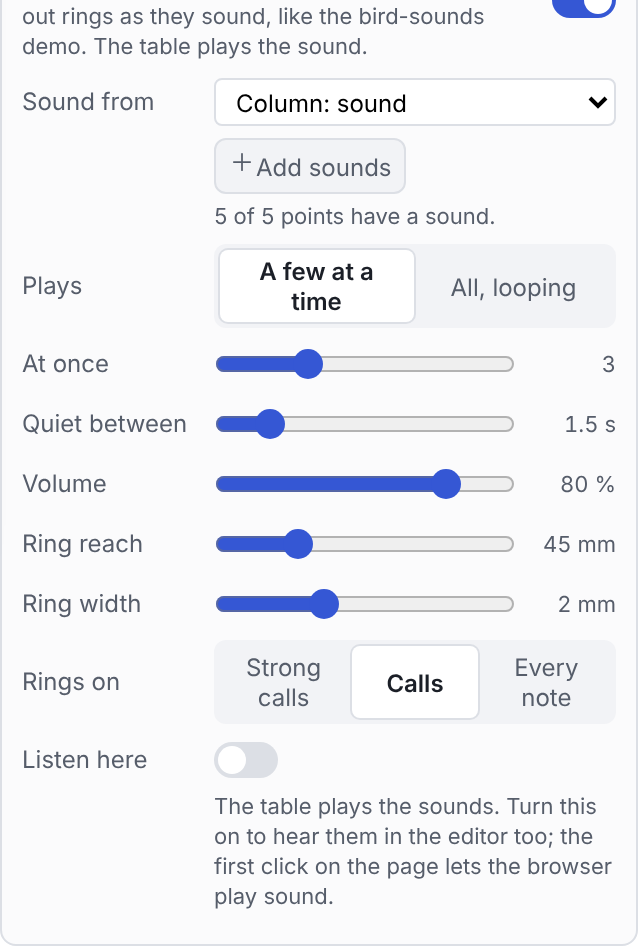 out rings as they sound, like the bird-sounds
demo. The table plays the sound.
Sound from
Column: sound
+ Add sounds
5 of 5 points have a sound.
Plays
A few at a
time
All, looping
At once
3
Quiet between
1.5 s
Volume
80 %
Ring reach
45 mm
Ring width
2 mm
Rings on
Strong
calls
Calls
Every
note
Listen here
The table plays the sounds. Turn this
on to hear them in the editor too; the
first click on the page lets the browser
play sound.